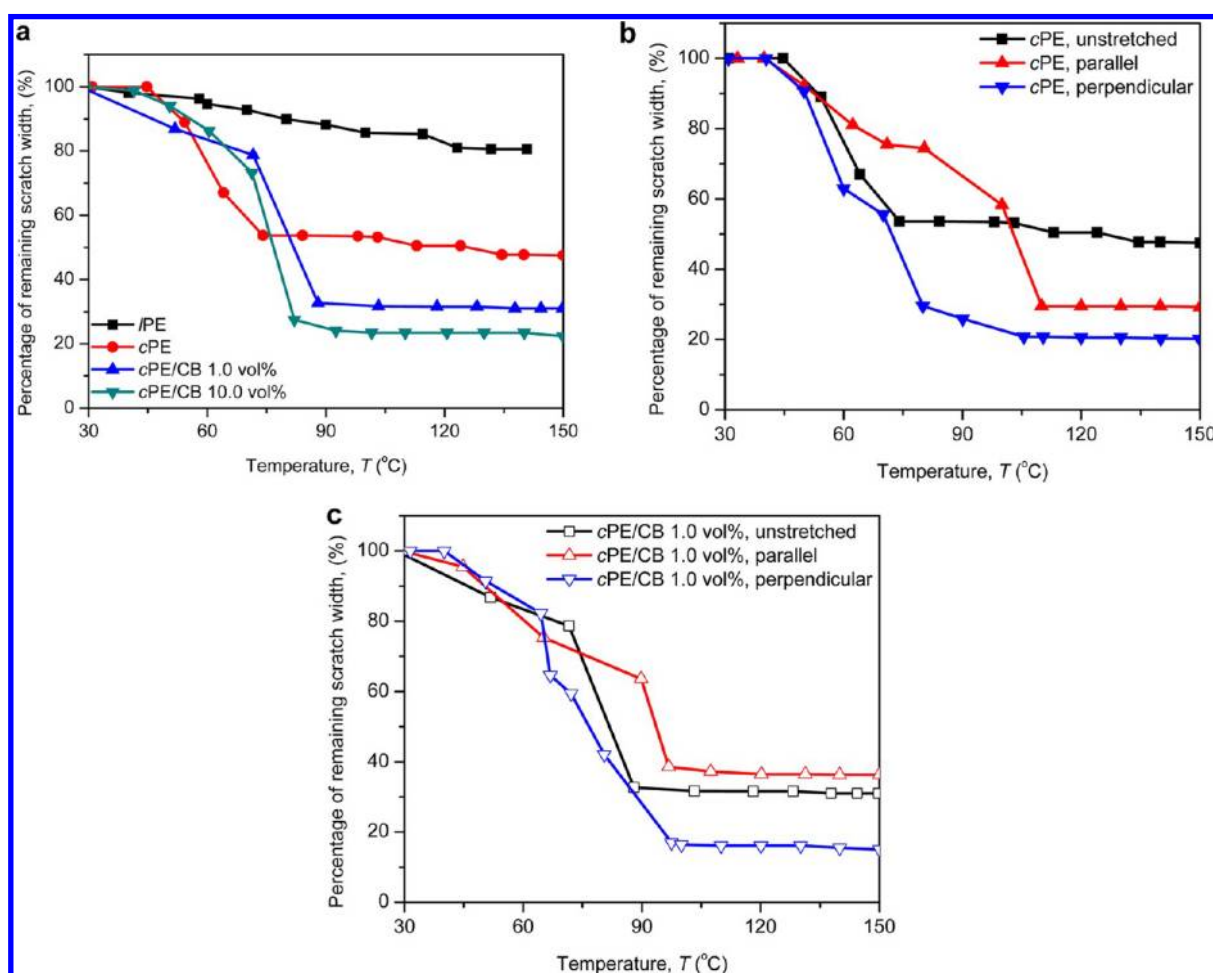 a
Percentage of remaining scratch width, (%)
100
80
60
40
20
0
lPE
cPE
cPE/CB 1.0 vol%
cPE/CB 10.0 vol%
30 60 90 120 150
Temperature, T (°C)
b
Percentage of remaining scratch width, (%)
100
80
60
40
20
0
cPE, unstretched
cPE, parallel
cPE, perpendicular
30 60 90 120 150
Temperature, T (°C)
c
Percentage of remaining scratch width, (%)
100
80
60
40
20
0
cPE/CB 1.0 vol%, unstretched
cPE/CB 1.0 vol%, parallel
cPE/CB 1.0 vol%, perpendicular
30 60 90 120 150
Temperature, T (°C)